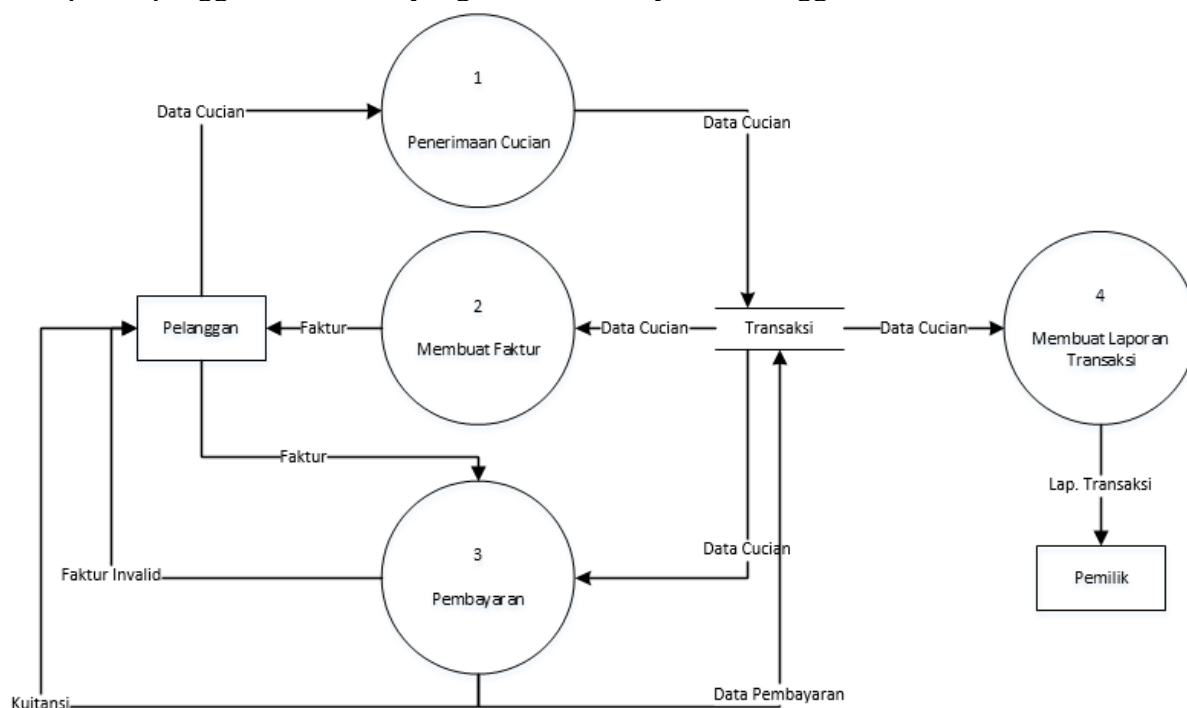 1
Penerimaan Cucian
Data Cucian
Data Cucian
2
Membuat Faktur
Pelanggan
Faktur
Data Cucian
Transaksi
Data Cucian
4
Membuat Laporan
Transaksi
Faktur
Lap. Transaksi
3
Pembayaran
Data Cucian
Faktur Invalid
Pemilik
Kuitansi
Data Pembayaran